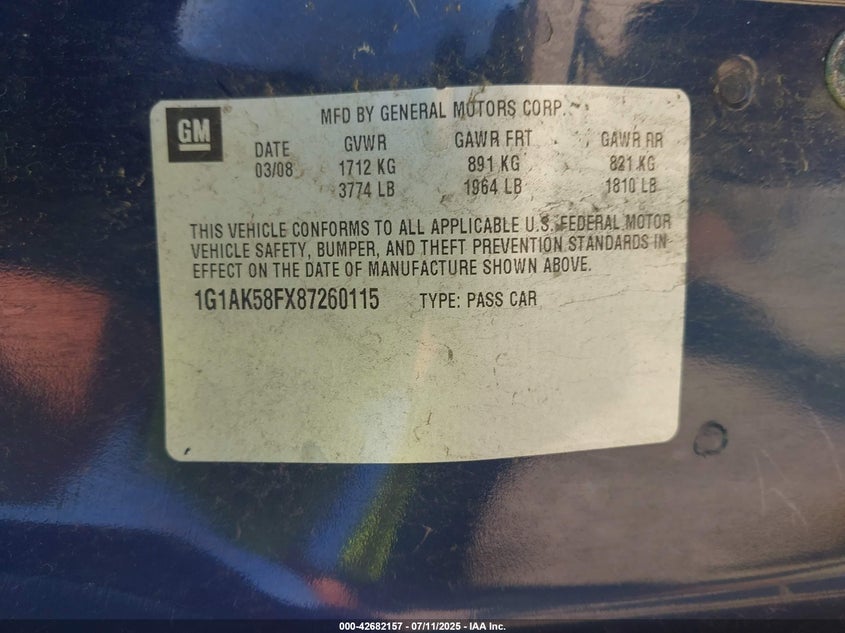 GM
MFD BY GENERAL MOTORS CORP.
DATE GVWR GAWR FRT GAWR RR
03/08 1712 KG 891 KG 821 KG
3774 LB 1964 LB 1810 LB
THIS VEHICLE CONFORMS TO ALL APPLICABLE U.S. FEDERAL MOTOR
VEHICLE SAFETY, BUMPER, AND THEFT PREVENTION STANDARDS IN
EFFECT ON THE DATE OF MANUFACTURE SHOWN ABOVE.
1G1AK58FX87260115 TYPE: PASS CAR
000-42682157 - 07/11/2025 - IAA Inc.